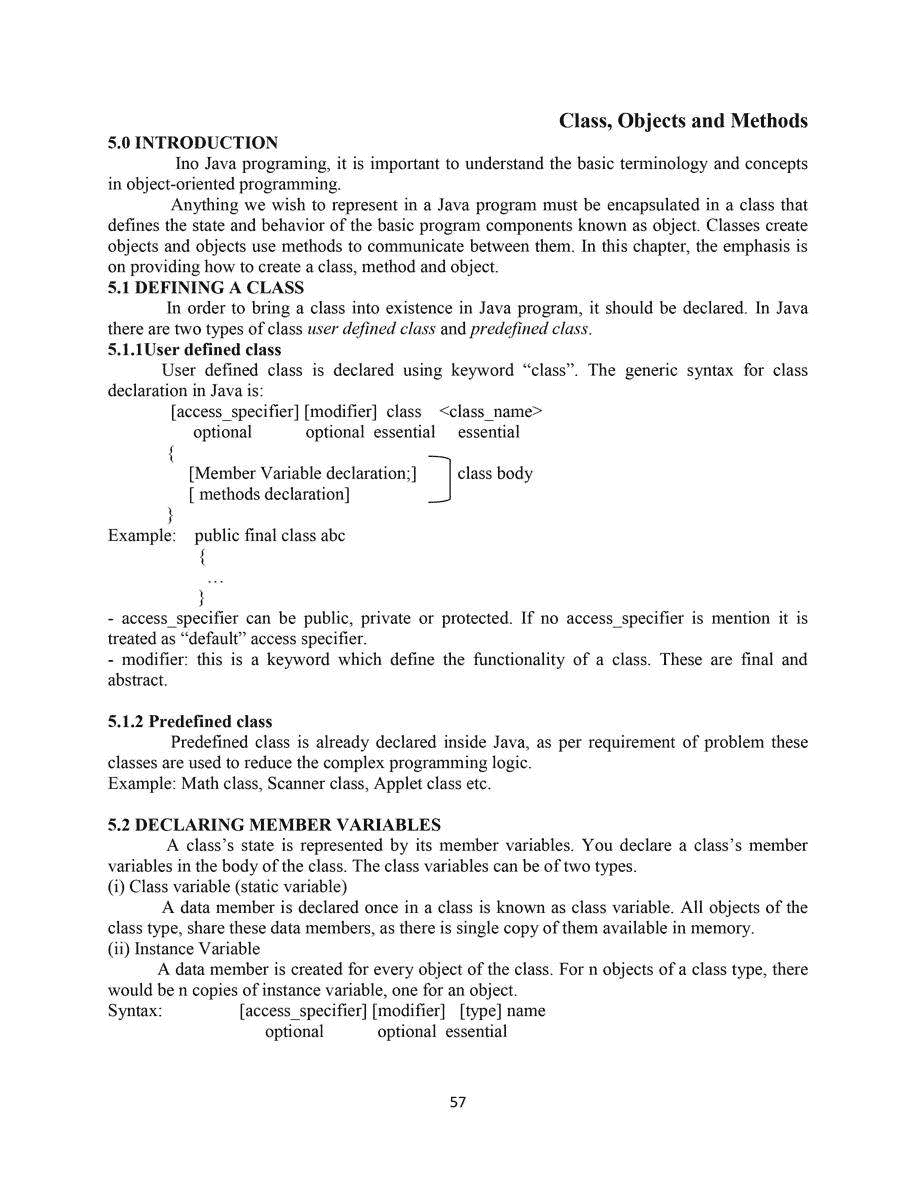 Class, Objects and Methods
5.0 INTRODUCTION
Ino Java programing, it is important to understand the basic terminology and concepts
in object-oriented programming.
Anything we wish to represent in a Java program must be encapsulated in a class that
defines the state and behavior of the basic program components known as object. Classes create
objects and objects use methods to communicate between them. In this chapter, the emphasis is
on providing how to create a class, method and object.
5.1 DEFINING A CLASS
In order to bring a class into existence in Java program, it should be declared. In Java
there are two types of class user defined class and predefined class.
5.1.1User defined class
User defined class is declared using keyword “class”. The generic syntax for class
declaration in Java is:
[access_specifier] [modifier] class <class_name>
optional optional essential essential
{
[Member Variable declaration;] class body
[ methods declaration]
}
Example: public final class abc
{
…
}
- access_specifier can be public, private or protected. If no access_specifier is mention it is
treated as “default” access specifier.
- modifier: this is a keyword which define the functionality of a class. These are final and
abstract.
5.1.2 Predefined class
Predefined class is already declared inside Java, as per requirement of problem these
classes are used to reduce the complex programming logic.
Example: Math class, Scanner class, Applet class etc.
5.2 DECLARING MEMBER VARIABLES
A class’s state is represented by its member variables. You declare a class’s member
variables in the body of the class. The class variables can be of two types.
(i) Class variable (static variable)
A data member is declared once in a class is known as class variable. All objects of the
class type, share these data members, as there is single copy of them available in memory.
(ii) Instance Variable
A data member is created for every object of the class. For n objects of a class type, there
would be n copies of instance variable, one for an object.
Syntax: [access_specifier] [modifier] [type] name
optional optional essential
57